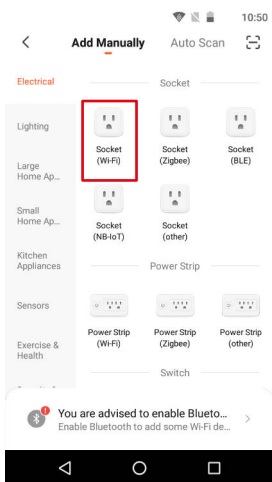 10:50
Add Manually Auto Scan
Electrical
Socket
Lighting
Socket
(Wi-Fi)
Socket
(Zigbee)
Socket
(BLE)
Large
Home Ap...
Small
Home Ap...
Socket
(NB-IoT)
Socket
(other)
Kitchen
Appliances
Power Strip
Sensors
Power Strip
(Wi-Fi)
Power Strip
(Zigbee)
Power Strip
(other)
Exercise &
Health
Switch
You are advised to enable Blueto...
Enable Bluetooth to add some Wi-Fi de...